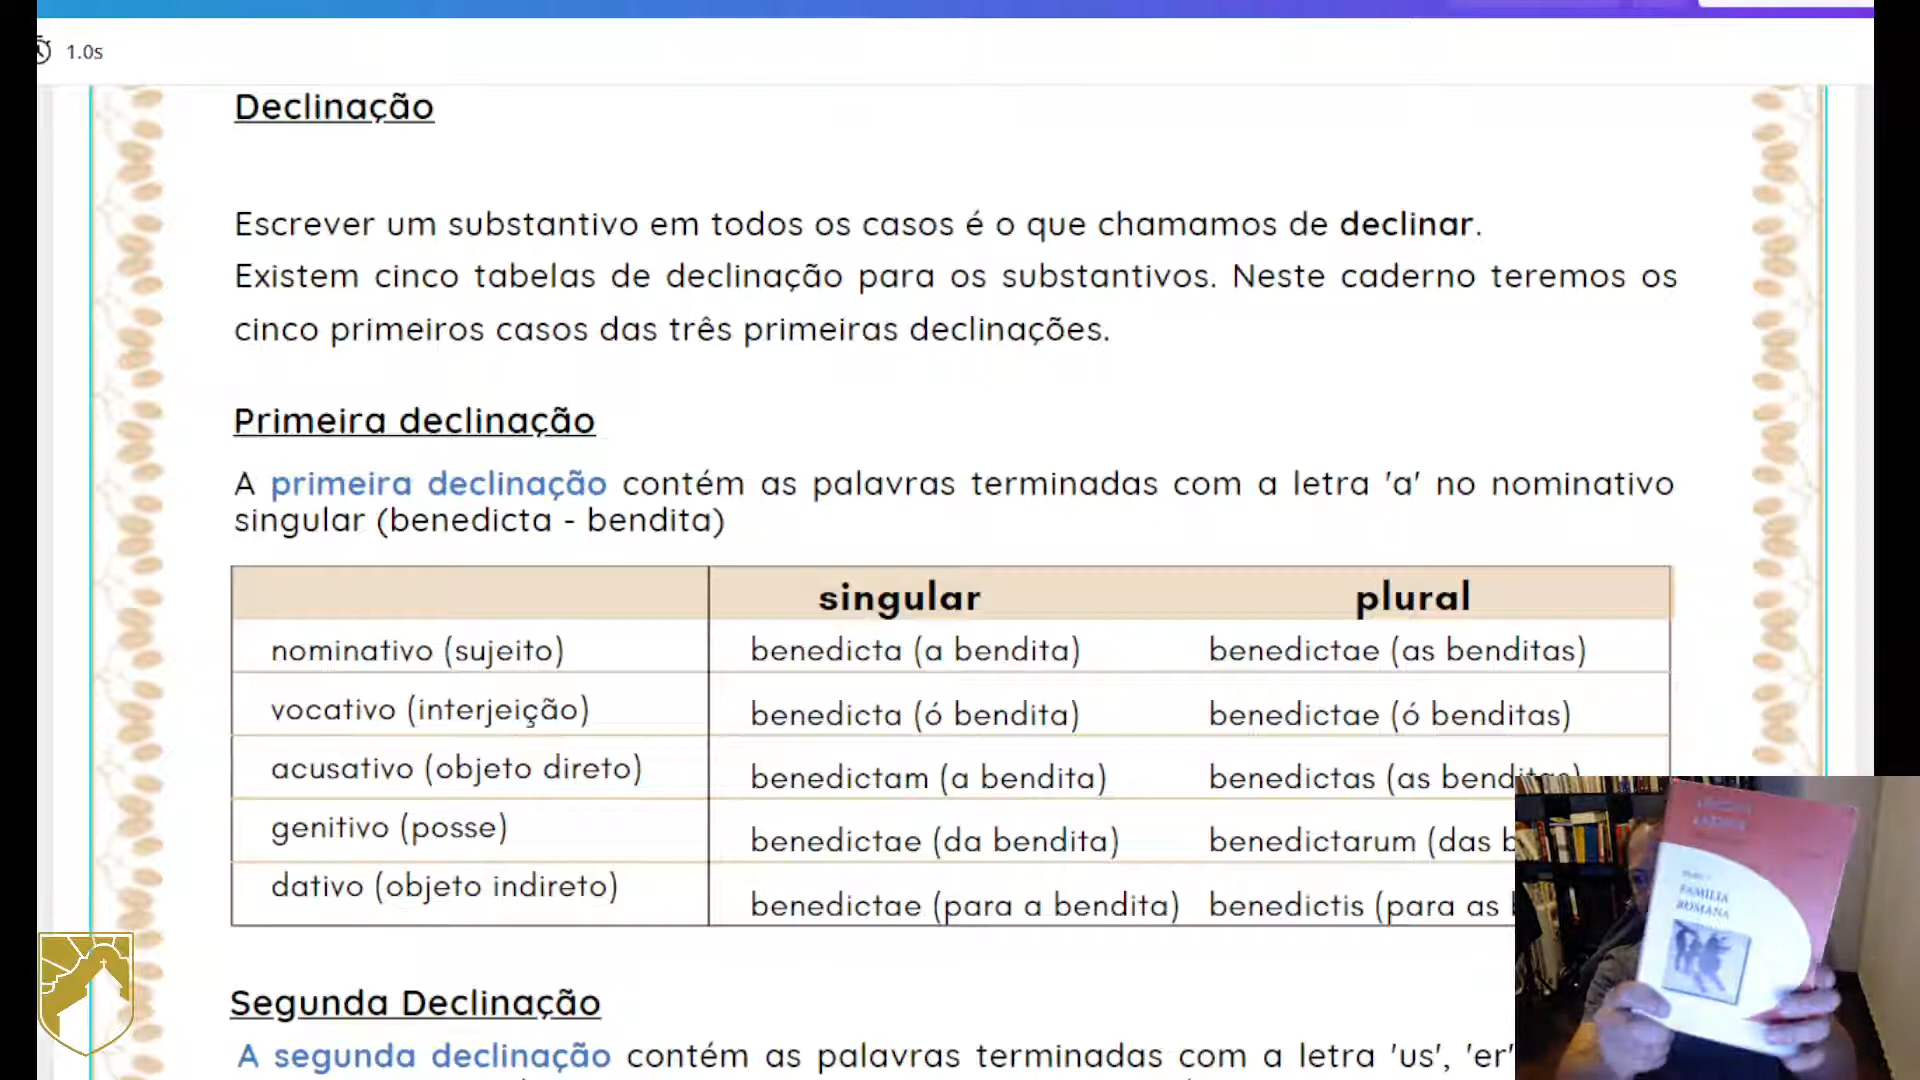 1.0s
Declinação
Escrever um substantivo em todos os casos é o que chamamos de declinar.
Existem cinco tabelas de declinação para os substantivos. Neste caderno teremos os
cinco primeiros casos das três primeiras declinações.
Primeira declinação
A primeira declinação contém as palavras terminadas com a letra 'a' no nominativo
singular (benedicta - bendita)
singular plural
nominativo (sujeito) benedicta (a bendita) benedictae (as benditas)
vocativo (interjeição) benedicta (ó bendita) benedictae (ó benditas)
acusativo (objeto direto) benedictam (a bendita) benedictas (as benditas)
genitivo (posse) benedictae (da bendita) benedictarum (das
dativo (objeto indireto) benedictae (para a bendita) benedictis (para as
FAMILIA
ROMANA
Segunda Declinação
A segunda declinação contém as palavras terminadas com a letra 'us', 'er'